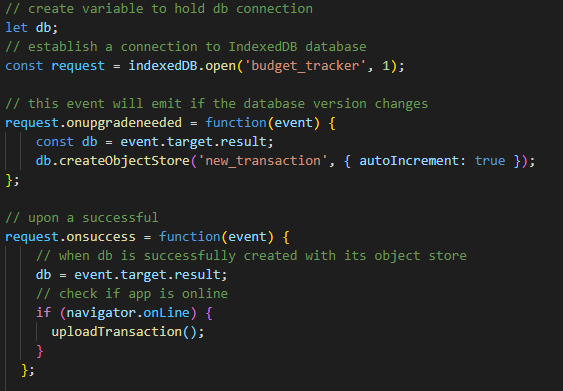 // create variable to hold db connection
let db;
// establish a connection to IndexedDB database
const request = indexedDB.open('budget_tracker', 1);
// this event will emit if the database version changes
request.onupgradeneeded = function(event) {
const db = event.target.result;
db.createObjectStore('new_transaction', { autoIncrement: true });
};
// upon a successful
request.onsuccess = function(event) {
// when db is successfully created with its object store
db = event.target.result;
// check if app is online
if (navigator.onLine) {
uploadTransaction();
}
};